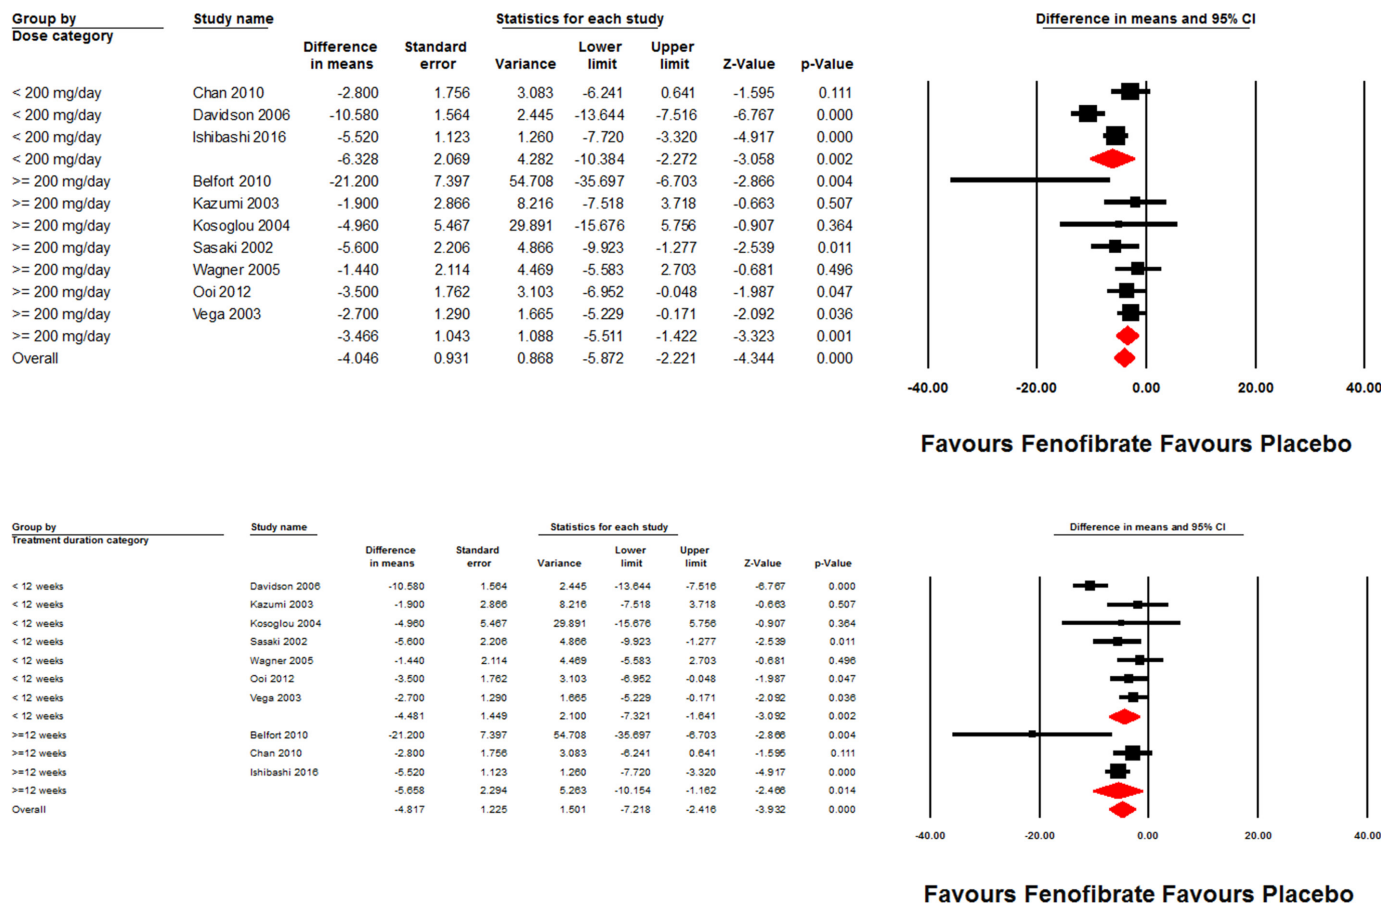 Group by Study name Statistics for each study Difference in means and 95% CI
Dose category
Difference in means Standard error Variance Lower limit Upper limit Z-Value p-Value
< 200 mg/day Chan 2010 -2.800 1.756 3.083 -6.241 0.641 -1.595 0.111
< 200 mg/day Davidson 2006 -10.580 1.564 2.445 -13.644 -7.516 -6.767 0.000
< 200 mg/day Ishibashi 2016 -5.520 1.123 1.260 -7.720 -3.320 -4.917 0.000
< 200 mg/day -6.328 2.069 4.282 -10.384 -2.272 -3.058 0.002
>= 200 mg/day Belfort 2010 -21.200 7.397 54.708 -35.697 -6.703 -2.866 0.004
>= 200 mg/day Kazumi 2003 -1.900 2.866 8.216 -7.518 3.718 -0.663 0.507
>= 200 mg/day Kosoglou 2004 -4.960 5.467 29.891 -15.676 5.756 -0.907 0.364
>= 200 mg/day Sasaki 2002 -5.600 2.206 4.866 -9.923 -1.277 -2.539 0.011
>= 200 mg/day Wagner 2005 -1.440 2.114 4.469 -5.583 2.703 -0.681 0.496
>= 200 mg/day Ooi 2012 -3.500 1.762 3.103 -6.952 -0.048 -1.987 0.047
>= 200 mg/day Vega 2003 -2.700 1.290 1.665 -5.229 -0.171 -2.092 0.036
>= 200 mg/day -3.466 1.043 1.088 -5.511 -1.422 -3.323 0.001
Overall -4.046 0.931 0.868 -5.872 -2.221 -4.344 0.000
-40.00 -20.00 0.00 20.00 40.00
Favours Fenofibrate Favours Placebo
Group by Study name Statistics for each study Difference in means and 95% CI
Treatment duration category
Difference in means Standard error Variance Lower limit Upper limit Z-Value p-Value
< 12 weeks Davidson 2006 -10.580 1.564 2.445 -13.644 -7.516 -6.767 0.000
< 12 weeks Kazumi 2003 -1.900 2.866 8.216 -7.518 3.718 -0.663 0.507
< 12 weeks Kosoglou 2004 -4.960 5.467 29.891 -15.676 5.756 -0.907 0.364
< 12 weeks Sasaki 2002 -5.600 2.206 4.866 -9.923 -1.277 -2.539 0.011
< 12 weeks Wagner 2005 -1.440 2.114 4.469 -5.583 2.703 -0.681 0.496
< 12 weeks Ooi 2012 -3.500 1.762 3.103 -6.952 -0.048 -1.987 0.047
< 12 weeks Vega 2003 -2.700 1.290 1.665 -5.229 -0.171 -2.092 0.036
< 12 weeks -4.481 1.449 2.100 -7.321 -1.641 -3.092 0.002
>=12 weeks Belfort 2010 -21.200 7.397 54.708 -35.697 -6.703 -2.866 0.004
>=12 weeks Chan 2010 -2.800 1.756 3.083 -6.241 0.641 -1.595 0.111
>=12 weeks Ishibashi 2016 -5.520 1.123 1.260 -7.720 -3.320 -4.917 0.000
>=12 weeks -5.658 2.294 5.263 -10.154 -1.162 -2.466 0.014
Overall -4.817 1.225 1.501 -7.218 -2.416 -3.932 0.000
-40.00 -20.00 0.00 20.00 40.00
Favours Fenofibrate Favours Placebo